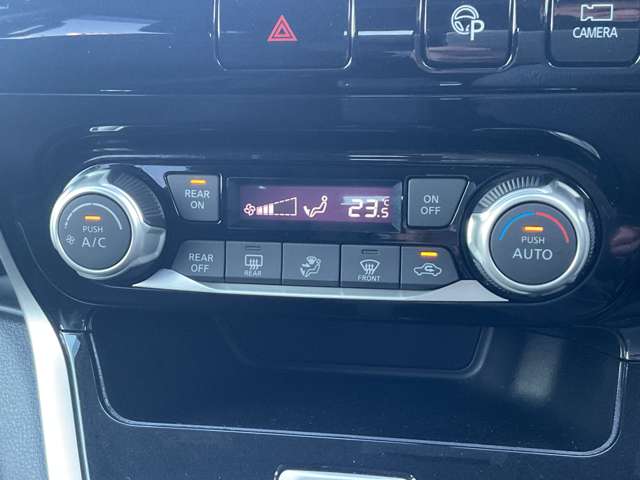 P
CAMERA
PUSH
A/C
REAR
ON
23.5
°C
ON
OFF
PUSH
AUTO
REAR
OFF
REAR
FRONT